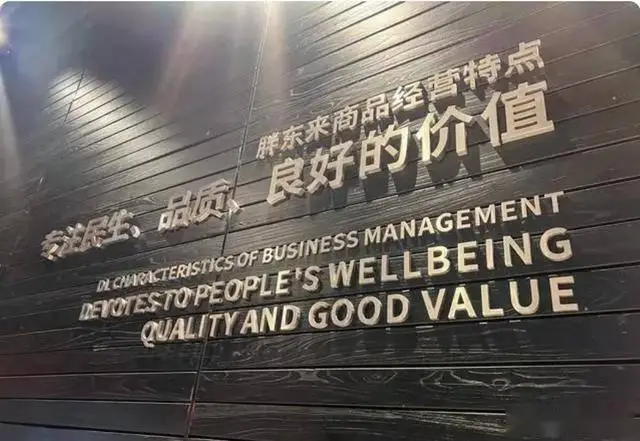 胖东来商品经营特点
专注民生、品质、良好的价值
DL CHARACTERISTICS OF BUSINESS MANAGEMENT
DEVOTES TO PEOPLE'S WELLBEING
QUALITY AND GOOD VALUE